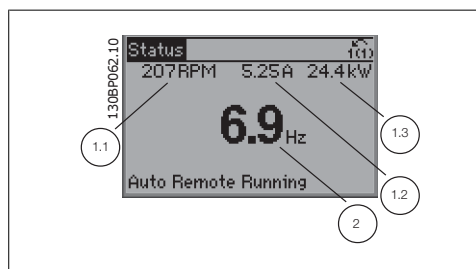 130BP062.10
Status 1(1)
207RPM 5.25A 24.4kW
1.1
6.9Hz
1.3
1.2
Auto Remote Running
2